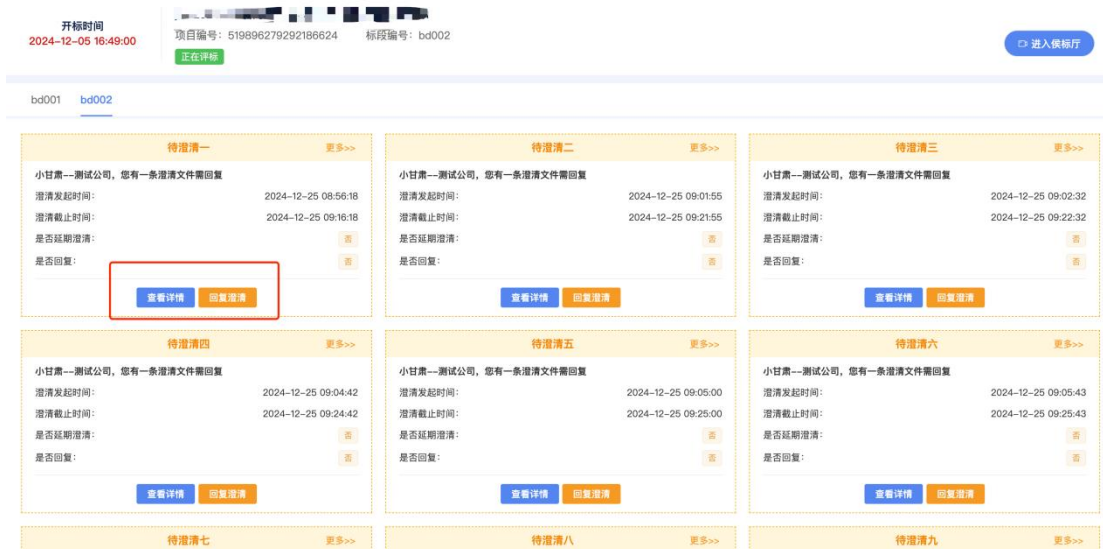 开标时间
2024-12-05 16:49:00
项目编号：519896279292186624 标段编号：bd002
正在评标
进入侯标厅
bd001 bd002
待澄清一 更多>>
小甘肃--测试公司，您有一条澄清文件需回复
澄清发起时间： 2024-12-25 08:56:18
澄清截止时间： 2024-12-25 09:16:18
是否延期澄清： 否
是否回复： 否
查看详情 回复澄清
待澄清二 更多>>
小甘肃--测试公司，您有一条澄清文件需回复
澄清发起时间： 2024-12-25 09:01:55
澄清截止时间： 2024-12-25 09:21:55
是否延期澄清： 否
是否回复： 否
查看详情 回复澄清
待澄清三 更多>>
小甘肃--测试公司，您有一条澄清文件需回复
澄清发起时间： 2024-12-25 09:02:32
澄清截止时间： 2024-12-25 09:22:32
是否延期澄清： 否
是否回复： 否
查看详情 回复澄清
待澄清四 更多>>
小甘肃--测试公司，您有一条澄清文件需回复
澄清发起时间： 2024-12-25 09:04:42
澄清截止时间： 2024-12-25 09:24:42
是否延期澄清： 否
是否回复： 否
查看详情 回复澄清
待澄清五 更多>>
小甘肃--测试公司，您有一条澄清文件需回复
澄清发起时间： 2024-12-25 09:05:00
澄清截止时间： 2024-12-25 09:25:00
是否延期澄清： 否
是否回复： 否
查看详情 回复澄清
待澄清六 更多>>
小甘肃--测试公司，您有一条澄清文件需回复
澄清发起时间： 2024-12-25 09:05:43
澄清截止时间： 2024-12-25 09:25:43
是否延期澄清： 否
是否回复： 否
查看详情 回复澄清
待澄清七 更多>>
待澄清八 更多>>
待澄清九 更多>>